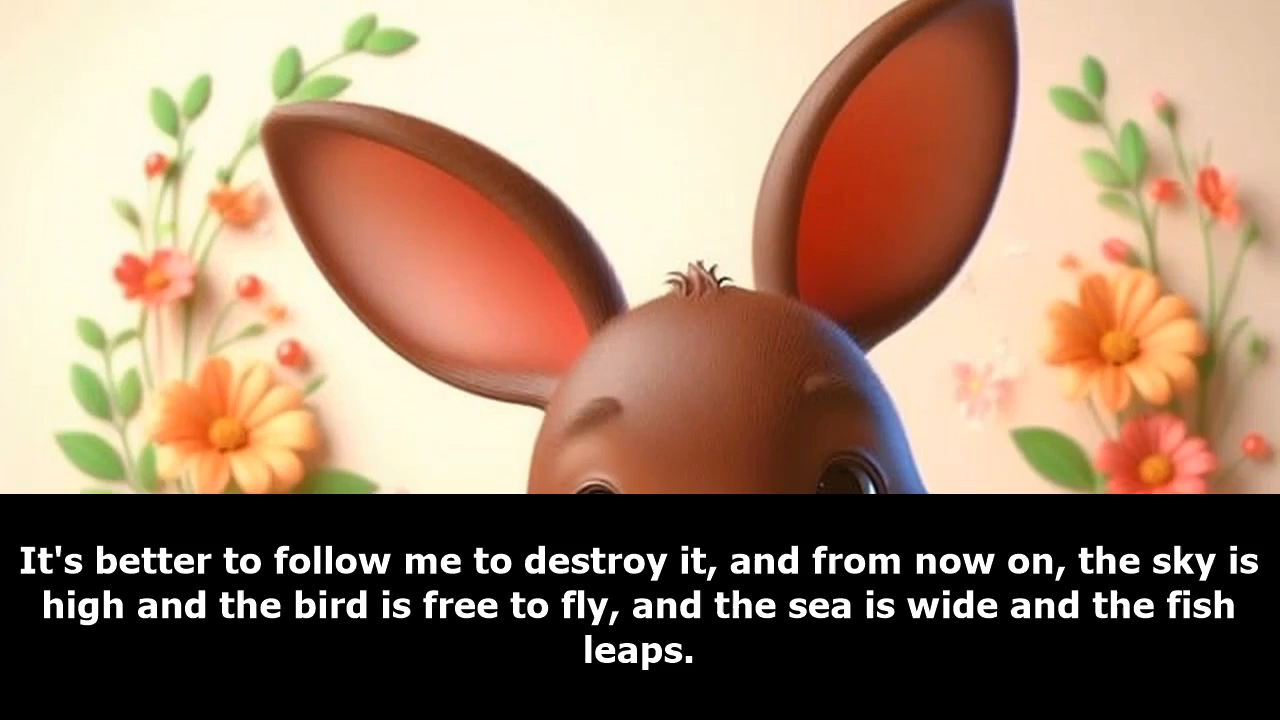 It's better to follow me to destroy it, and from now on, the sky is
high and the bird is free to fly, and the sea is wide and the fish
leaps.